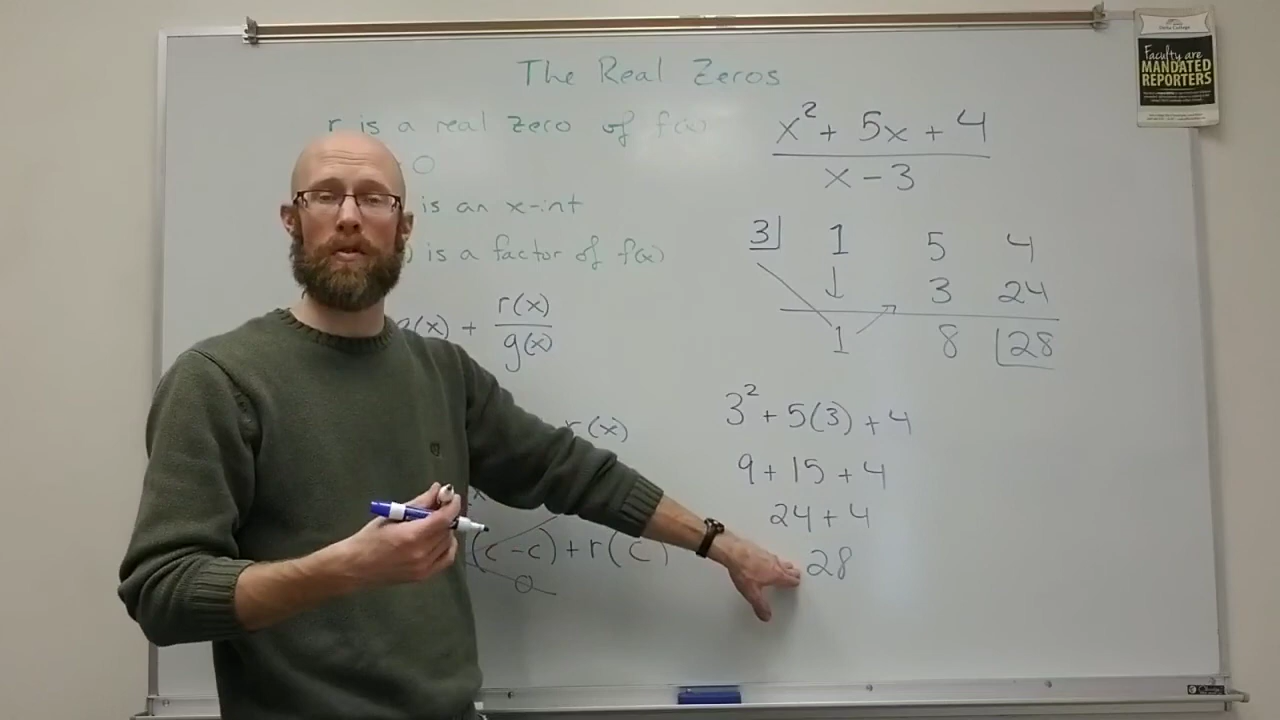 The Real Zeros
r is a real zero of f(x)
0
is an x-int
) is a factor of f(x)
(x) + r(x)/g(x)
r(x)
(c-c) + r(c)
0
x² + 5x + 4
x - 3
3 1 5 4
3 24
1 8 28
3² + 5(3) + 4
9 + 15 + 4
24 + 4
28
Faculty are
MANDATED
REPORTERS